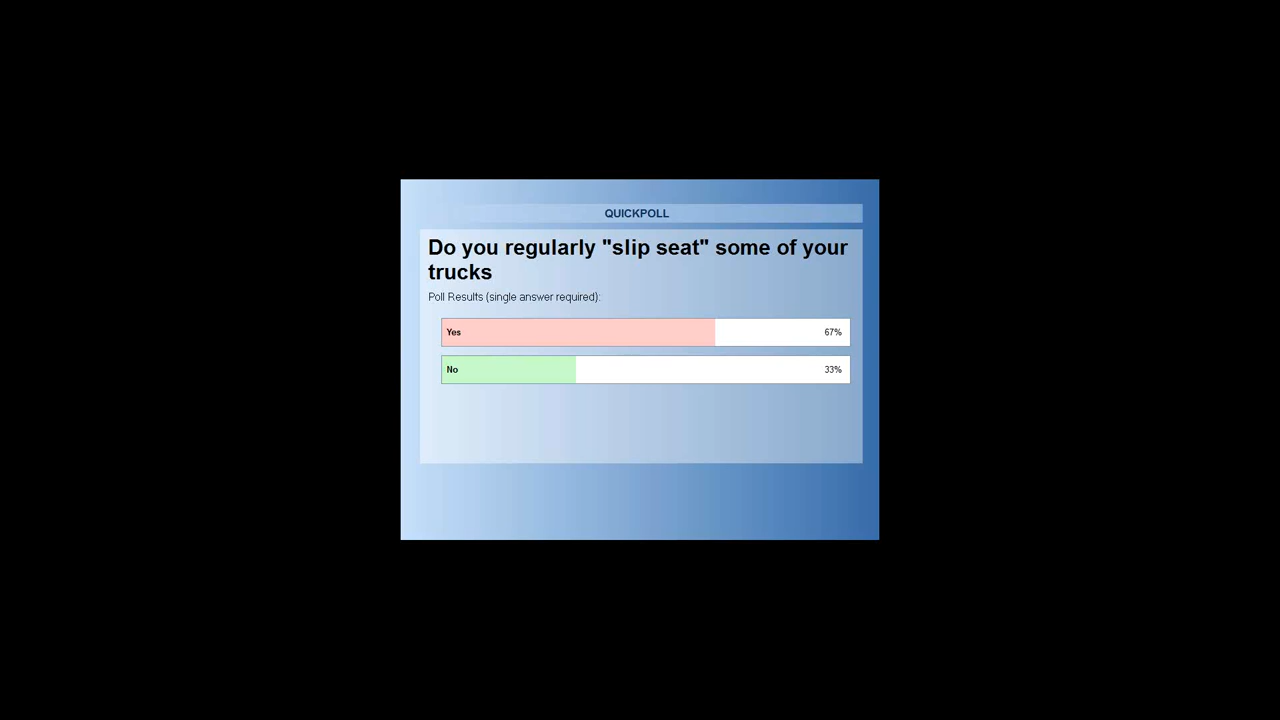 QUICKPOLL
Do you regularly "slip seat" some of your
trucks
Poll Results (single answer required):
Yes 67%
No 33%